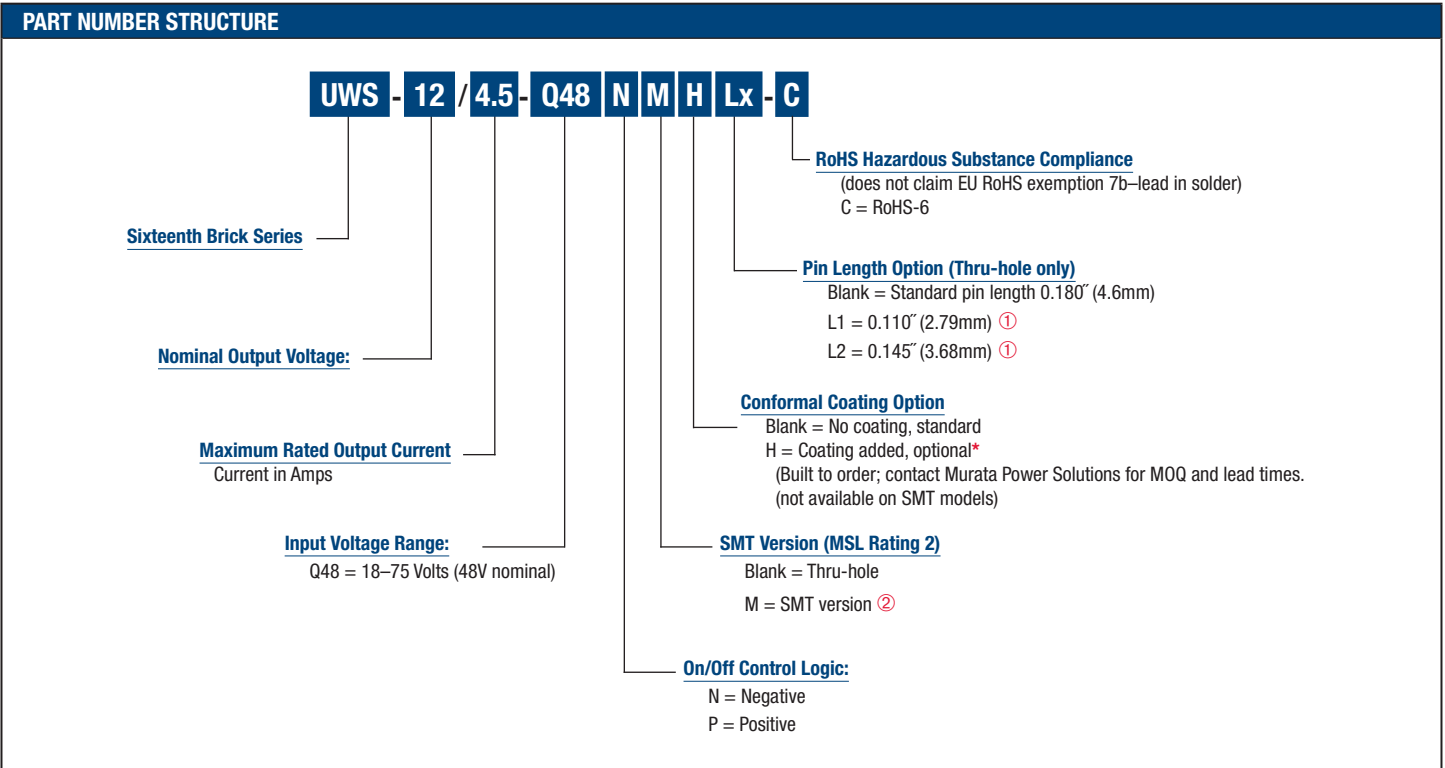 PART NUMBER STRUCTURE
UWS - 12 / 4.5 - Q48 N M H Lx - C
RoHS Hazardous Substance Compliance
(does not claim EU RoHS exemption 7b–lead in solder)
C = RoHS-6
Sixteenth Brick Series
Pin Length Option (Thru-hole only)
Blank = Standard pin length 0.180˝ (4.6mm)
L1 = 0.110˝ (2.79mm) ①
L2 = 0.145˝ (3.68mm) ①
Nominal Output Voltage:
Conformal Coating Option
Blank = No coating, standard
H = Coating added, optional*
(Built to order; contact Murata Power Solutions for MOQ and lead times.
(not available on SMT models)
Maximum Rated Output Current
Current in Amps
Input Voltage Range:
Q48 = 18–75 Volts (48V nominal)
SMT Version (MSL Rating 2)
Blank = Thru-hole
M = SMT version ②
On/Off Control Logic:
N = Negative
P = Positive